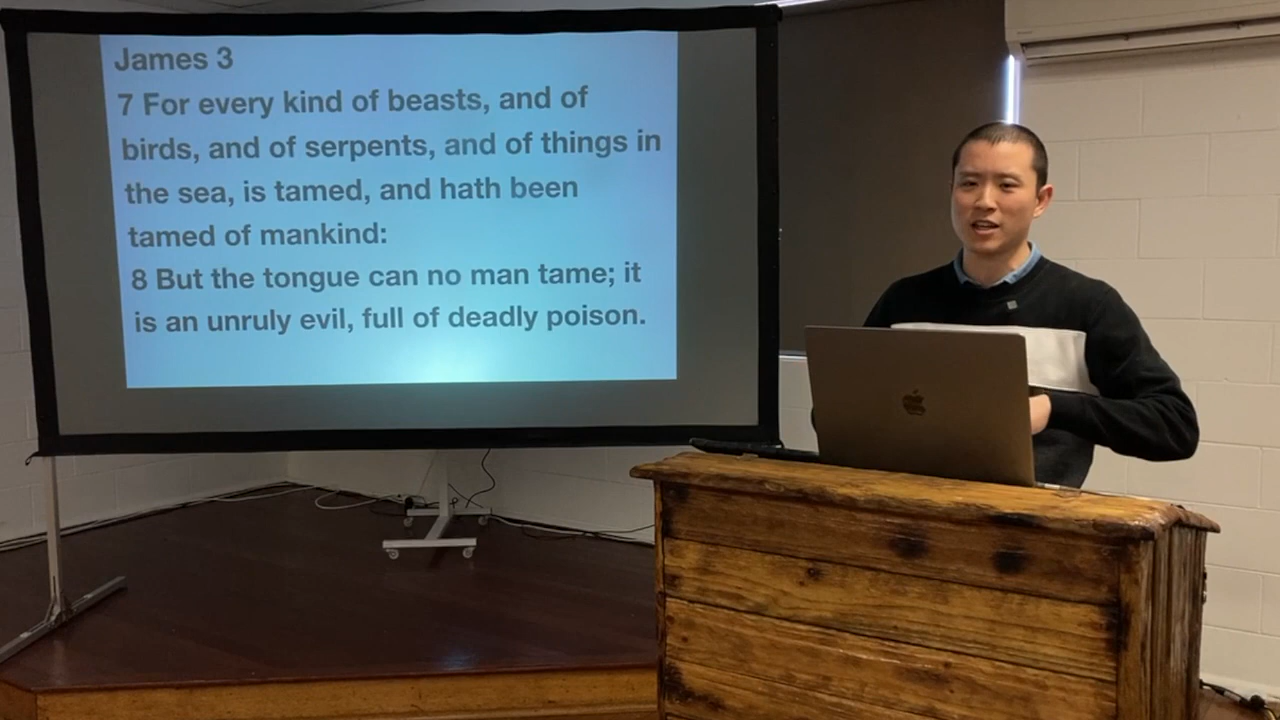 James 3
7 For every kind of beasts, and of
birds, and of serpents, and of things in
the sea, is tamed, and hath been
tamed of mankind:
8 But the tongue can no man tame; it
is an unruly evil, full of deadly poison.